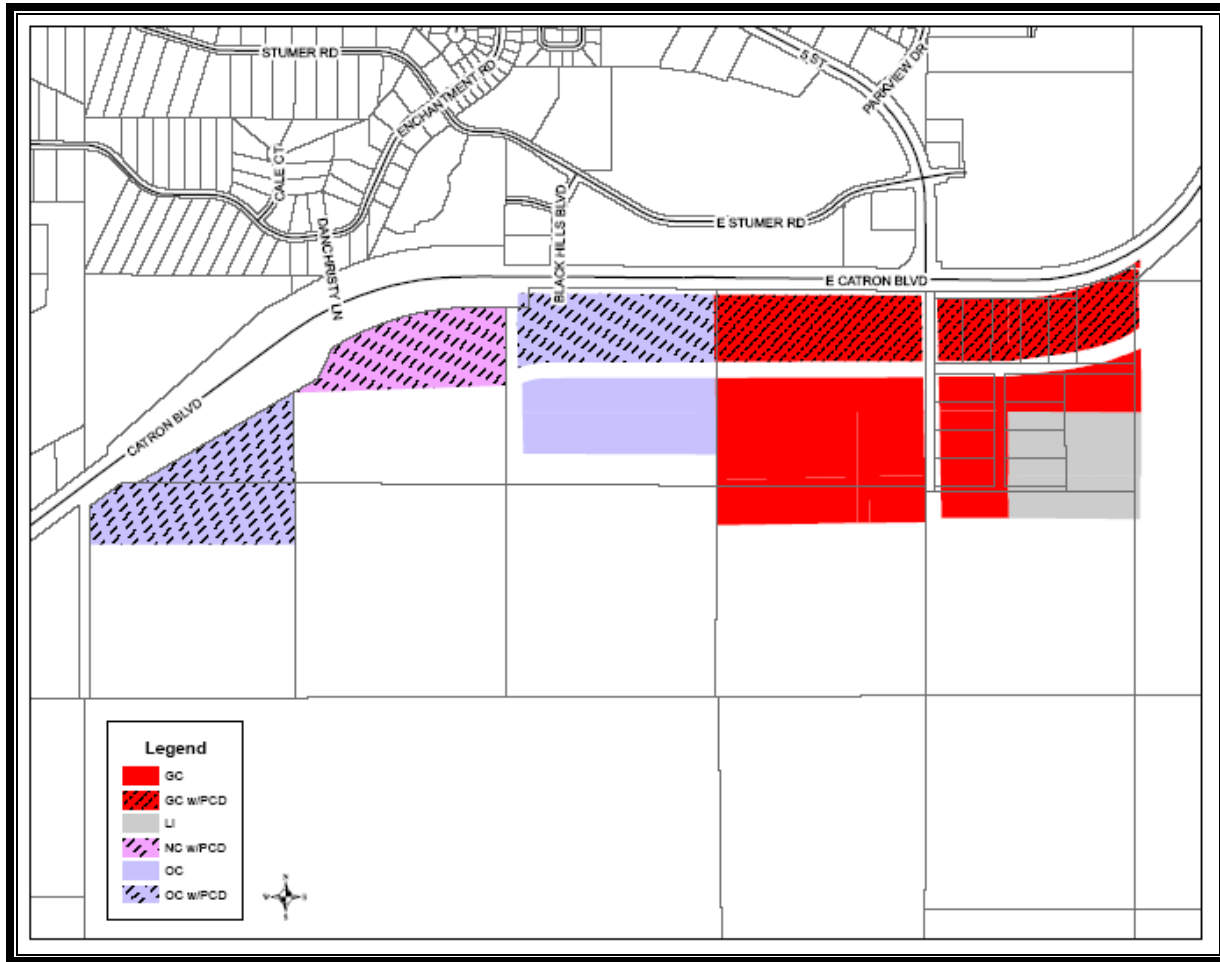 STUMER RD
ENCHANTMENT RD
S ST
PARKVIEW DR
CALE CT
DANCHRISTY LN
BLACK HILLS BLVD
E STUMER RD
E CATRON BLVD
CATRON BLVD
Legend
GC
GC w/PCD
LI
NC w/PCD
OC
OC w/PCD
N
S